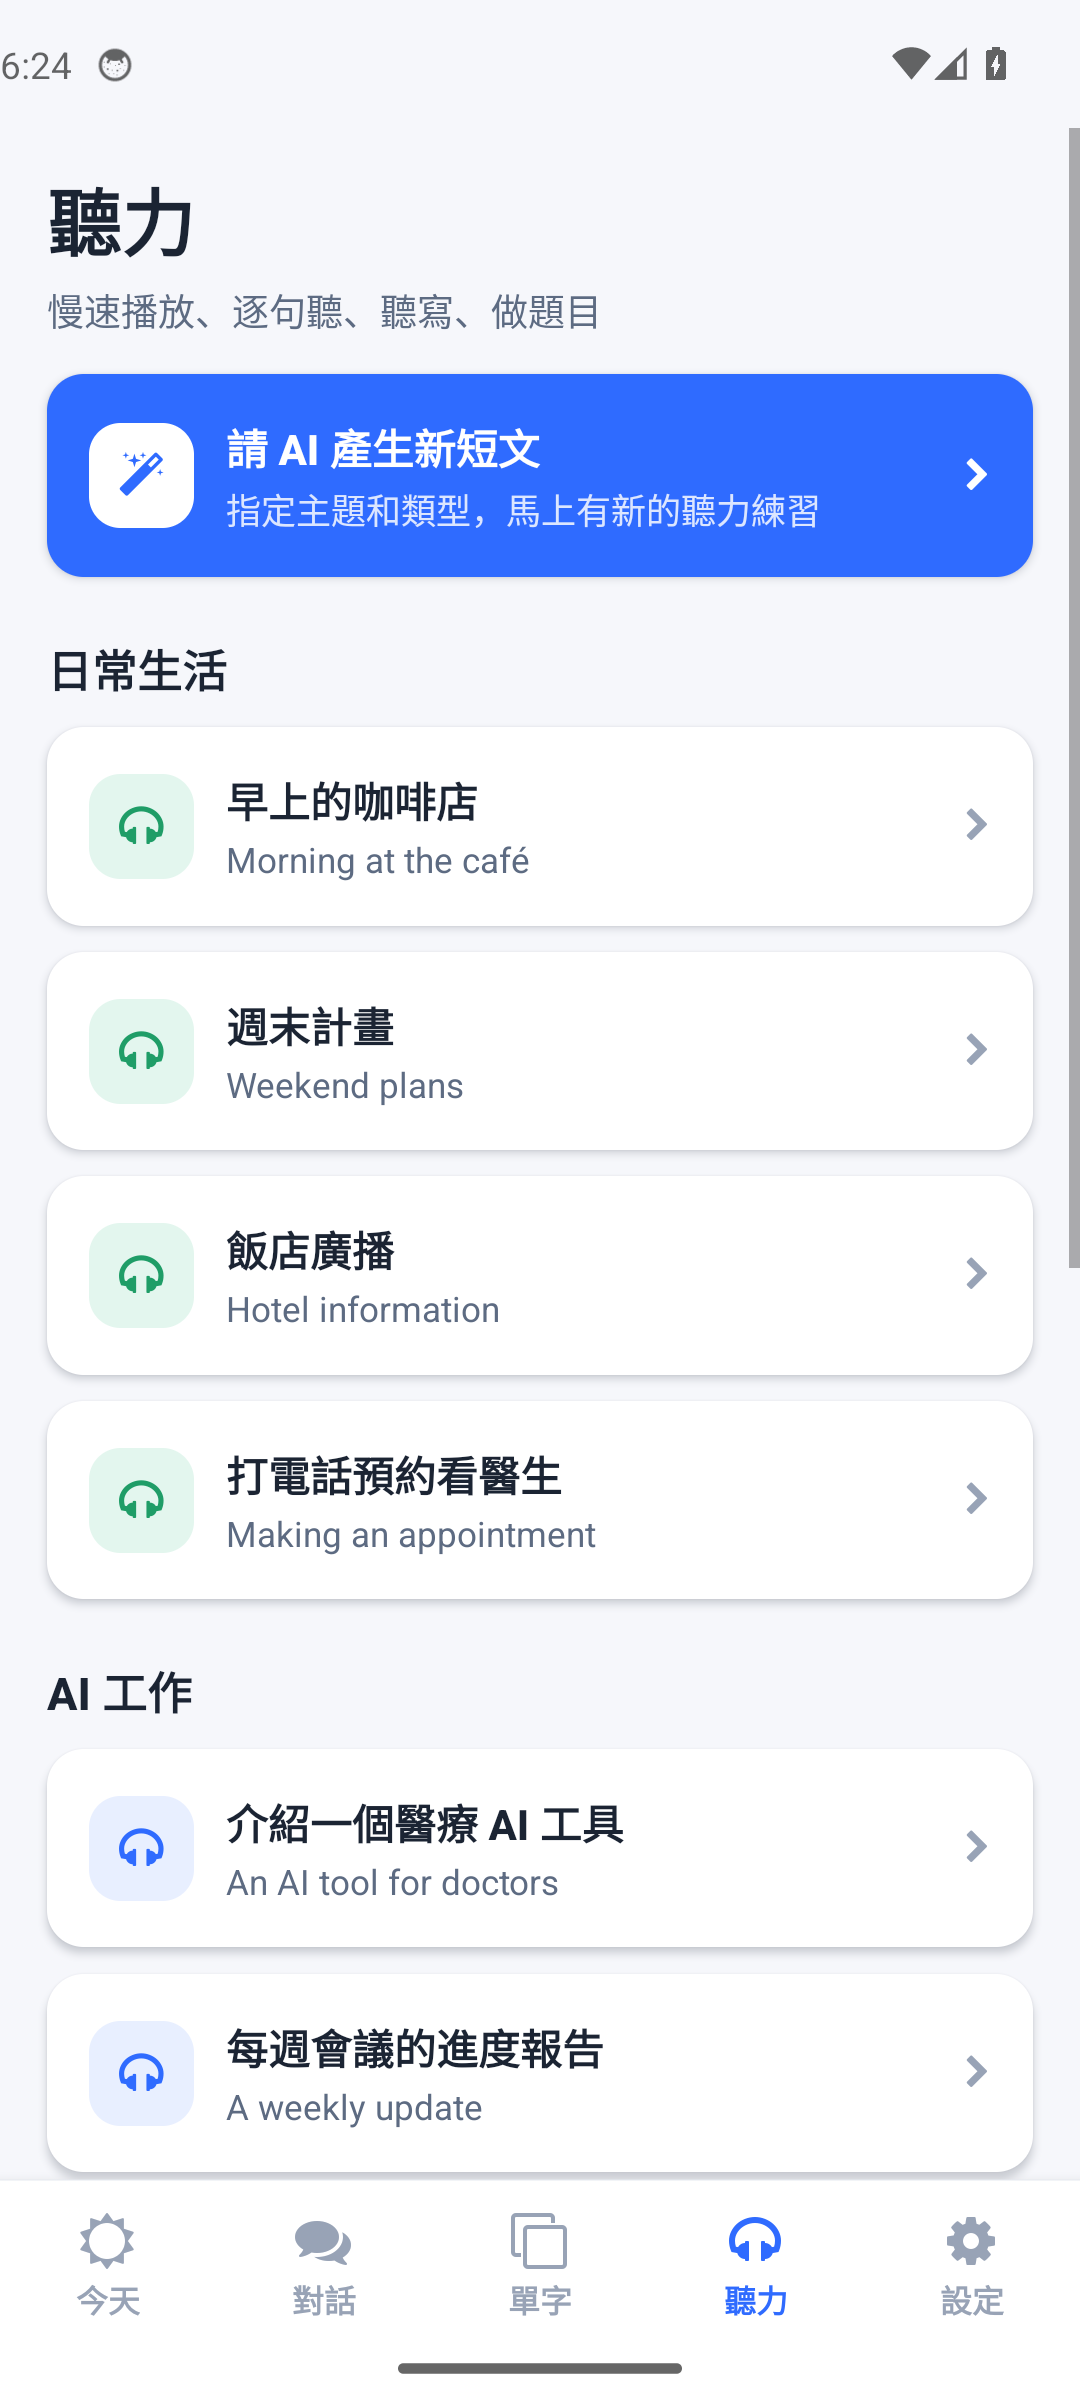 6:24
聽力
慢速播放、逐句聽、聽寫、做題目
請 AI 產生新短文
指定主題和類型，馬上有新的聽力練習
日常生活
早上的咖啡店
Morning at the café
週末計畫
Weekend plans
飯店廣播
Hotel information
打電話預約看醫生
Making an appointment
AI 工作
介紹一個醫療 AI 工具
An AI tool for doctors
每週會議的進度報告
A weekly update
今天
對話
單字
聽力
設定